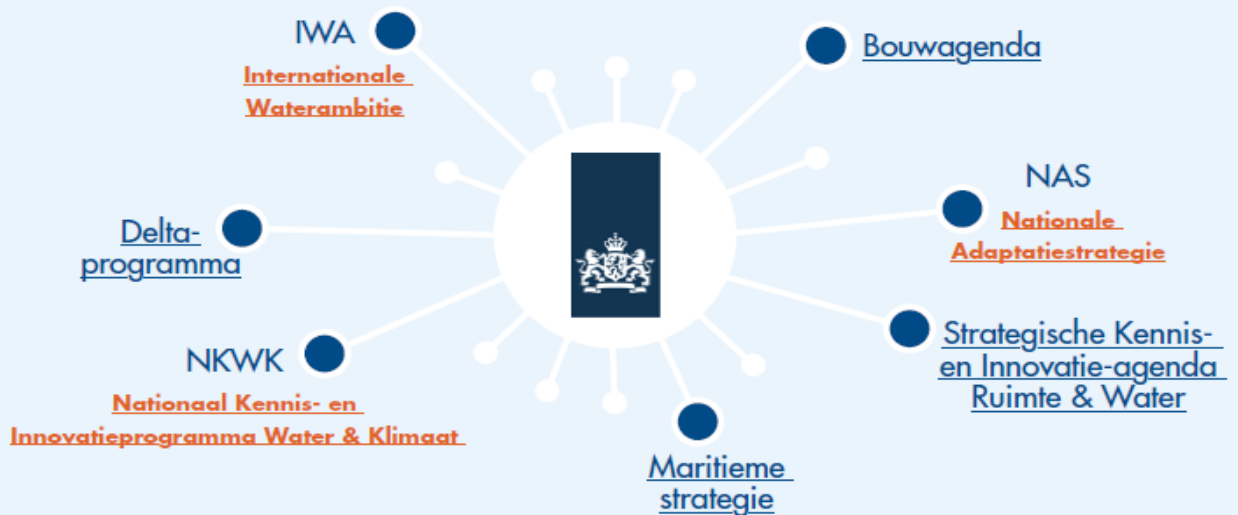 IWA
Internationale
Waterambitie
Bouwagenda
NAS
Nationale
Adaptatiestrategie
Delta-
programma
Strategische Kennis-
en Innovatie-agenda
Ruimte & Water
NKWK
Nationaal Kennis- en
Innovatieprogramma Water & Klimaat
Maritieme
strategie